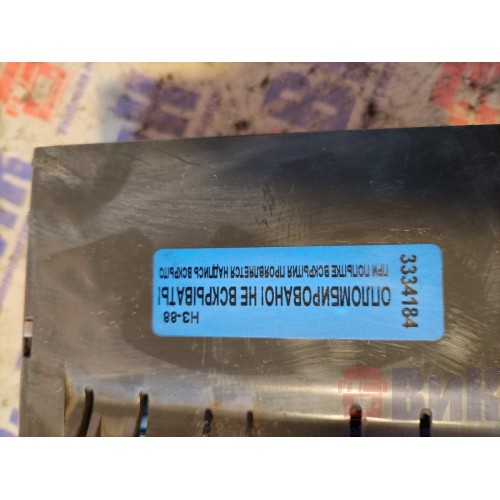 НЗ-88
ОПЛОМБИРОВАНО! НЕ ВСКРЫВАТЬ!
ПРИ ПОПЫТКЕ ВСКРЫТИЯ ПРОЯВЛЯЕТСЯ НАДПИСЬ ВСКРЫТО
3334184